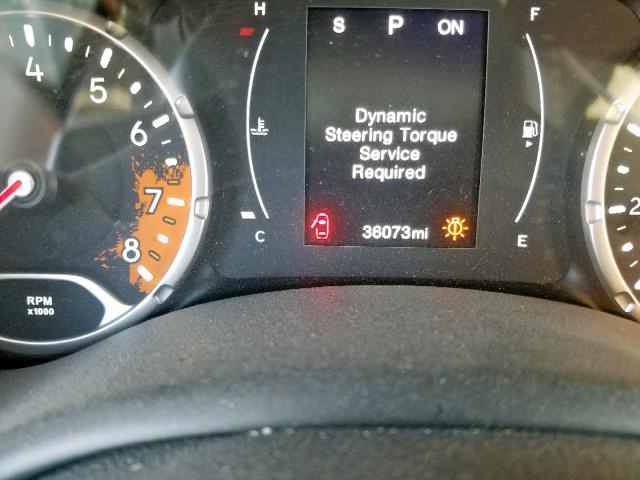 H
S P ON
F
4
5
6
7
8
Dynamic
Steering Torque
Service
Required
C
36073mi
E
2
RPM
x1000